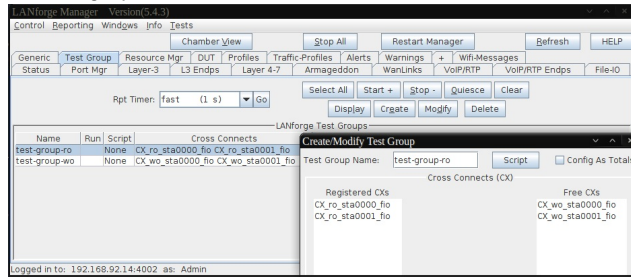 LANforge Manager Version(5.4.3)
Control Reporting Windows Info Tests
Chamber View Stop All Restart Manager Refresh HELP
Generic Test Group Resource Mgr DUT Profiles Traffic-Profiles Alerts Warnings + Wifi-Messages
Status Port Mgr Layer-3 L3 Endps Layer 4-7 Armageddon WanLinks VoIP/RTP VoIP/RTP Endps File-IO
Select All Start + Stop - Quiesce Clear
Rpt Timer: fast (1 s) Go
Display Create Modify Delete
LANforge Test Groups
Name Run Script Cross Connects
test-group-ro None CX_ro_sta0000_fio CX_ro_sta0001_fio
test-group-wo None CX_wo_sta0000_fio CX_wo_sta0001_fio
Create/Modify Test Group
Test Group Name: test-group-ro Script Config As Totals
Cross Connects (CX)
Registered CXs Free CXs
CX_ro_sta0000_fio CX_wo_sta0000_fio
CX_ro_sta0001_fio CX_wo_sta0001_fio
Logged in to: 192.168.92.14:4002 as: Admin